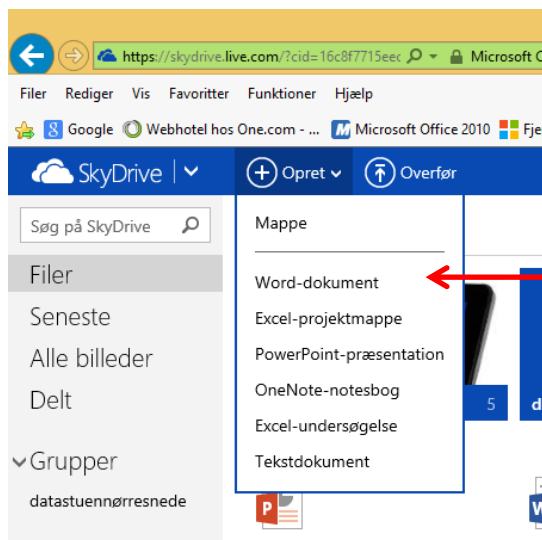 https://skydrive.live.com/?cid=16c8f7715eec Microsoft C
Filer Rediger Vis Favoritter Funktioner Hjælp
Google Webhotel hos One.com - ... Microsoft Office 2010 Fje
SkyDrive Opret Overfør
Søg på SkyDrive
Filer
Seneste
Alle billeder
Delt
Grupper
datastuennørresnede
Mappe
Word-dokument
Excel-projektmappe
PowerPoint-præsentation
OneNote-notesbog
Excel-undersøgelse
Tekstdokument
5 d